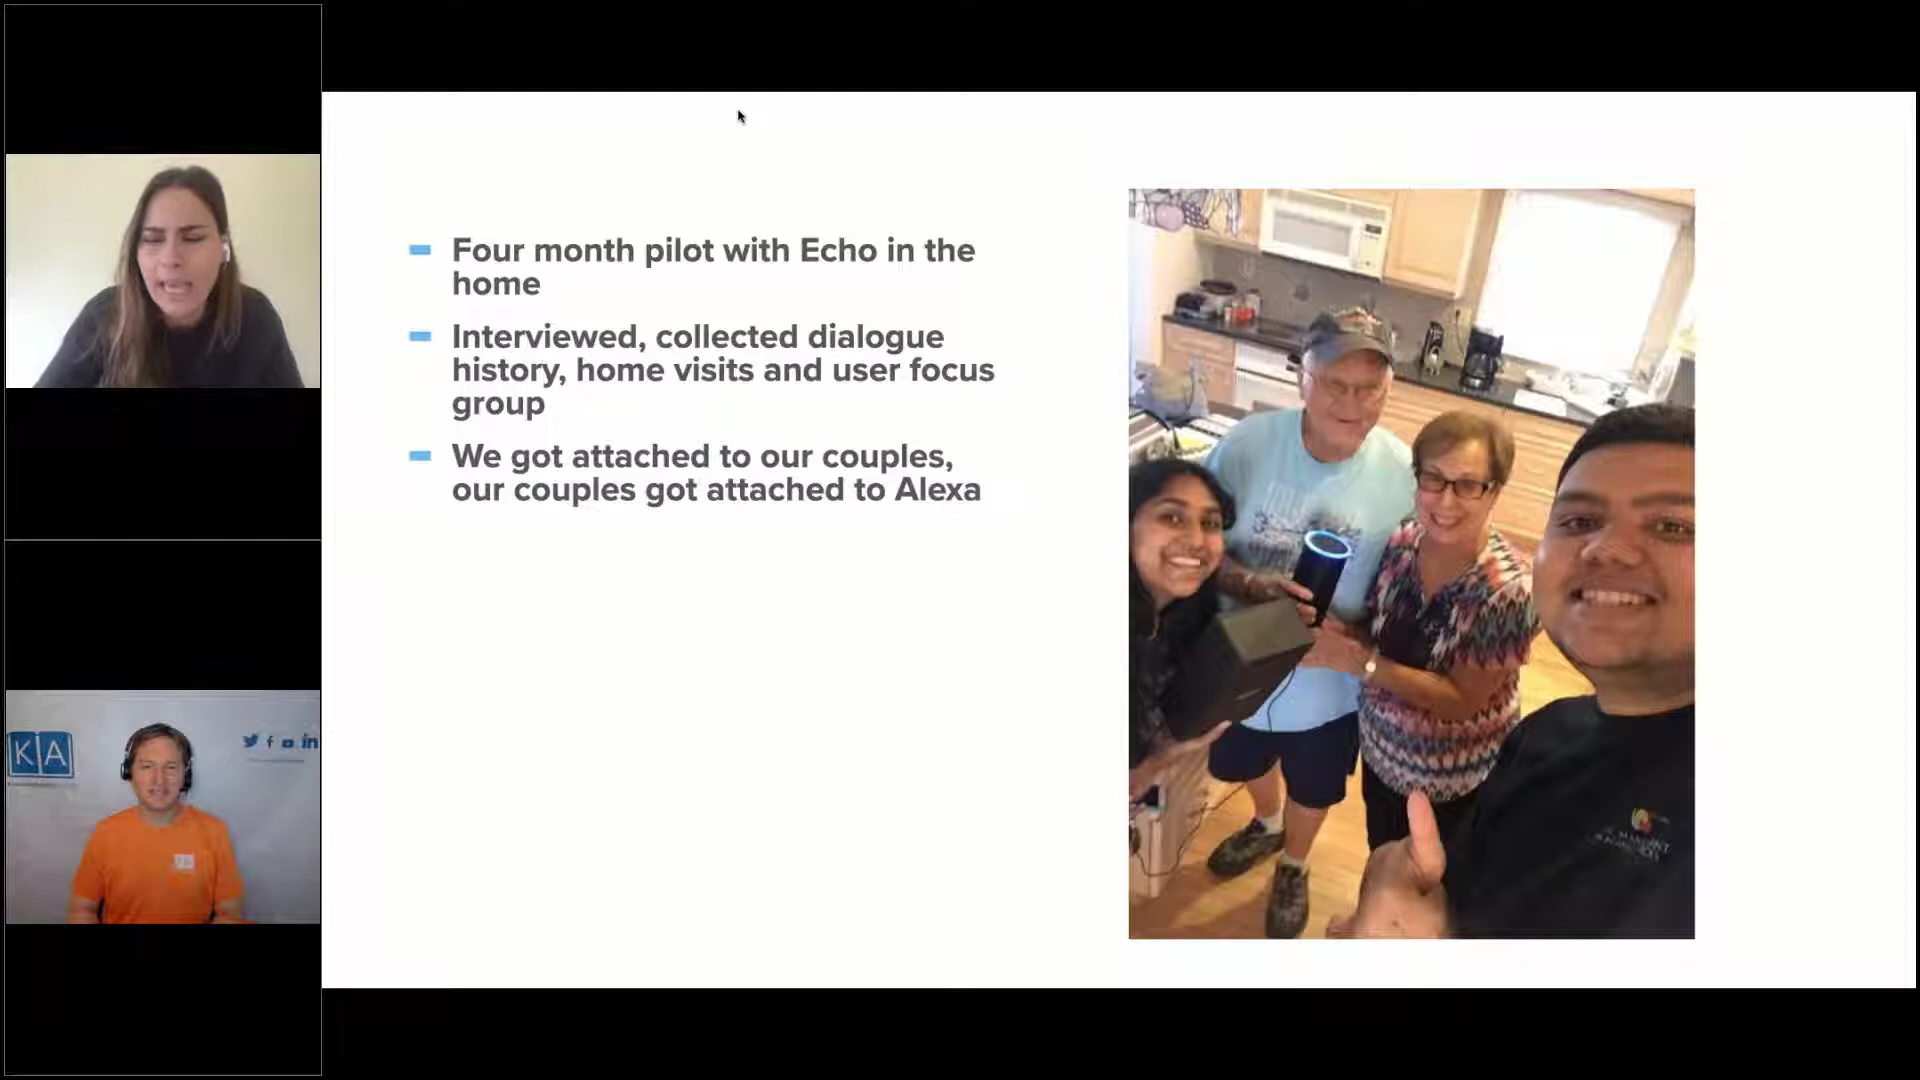 Four month pilot with Echo in the
home
Interviewed, collected dialogue
history, home visits and user focus
group
We got attached to our couples,
our couples got attached to Alexa
KA